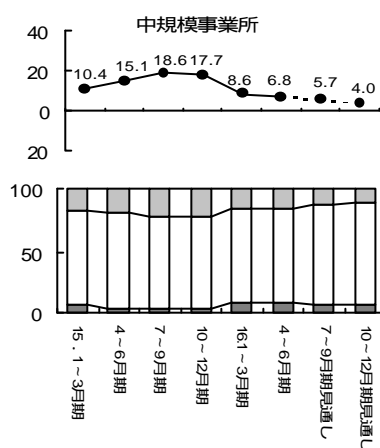 中規模事業所
40
20
0
20
10.4 15.1 18.6 17.7 8.6 6.8 5.7 4.0
100
50
0
15．1～3月期
4～6月期
7～9月期
10～12月期
16.1～3月期
4～6月期
7～9月期見通し
10～12月期見通し